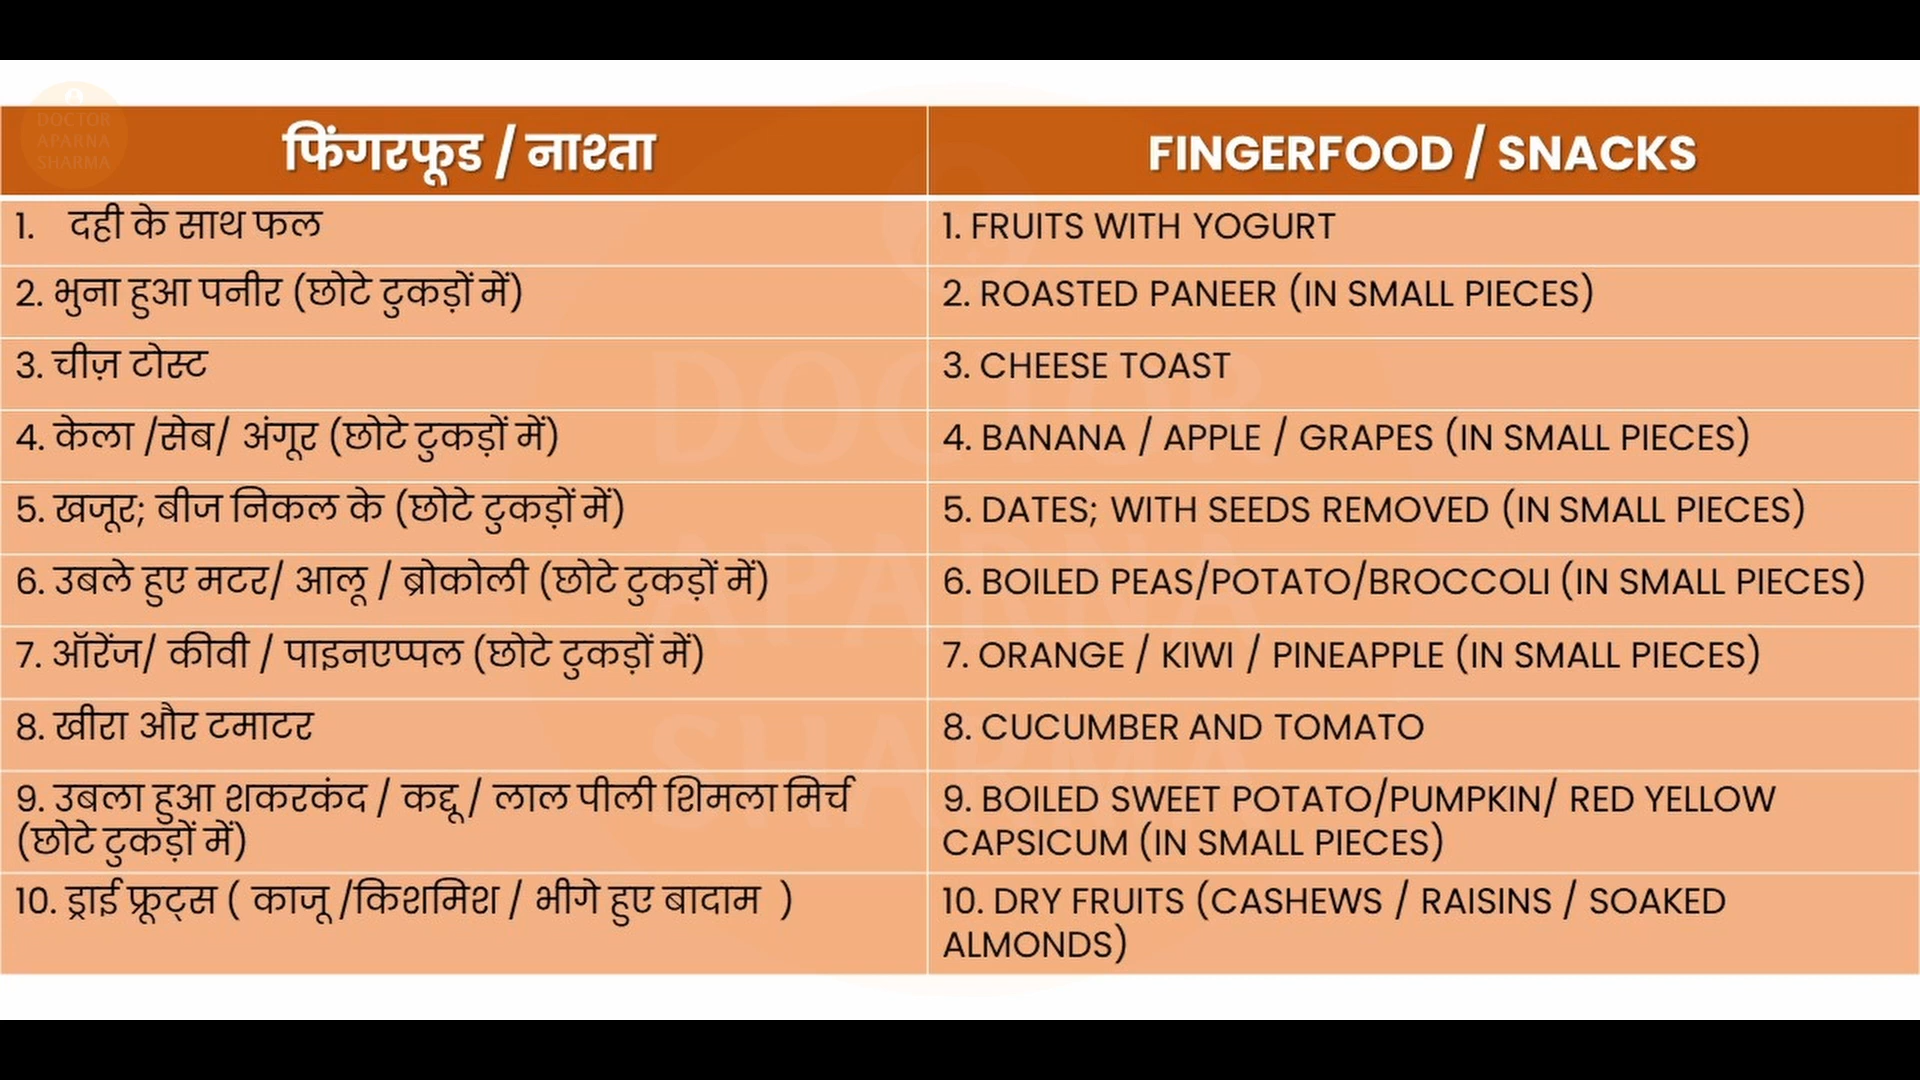 DOCTOR
APARNA
SHARMA
फिंगरफूड / नाश्ता
FINGERFOOD / SNACKS
1. दही के साथ फल
1. FRUITS WITH YOGURT
2. भुना हुआ पनीर (छोटे टुकड़ों में)
2. ROASTED PANEER (IN SMALL PIECES)
3. चीज़ टोस्ट
3. CHEESE TOAST
4. केला /सेब/ अंगूर (छोटे टुकड़ों में)
4. BANANA / APPLE / GRAPES (IN SMALL PIECES)
5. खजूर; बीज निकल के (छोटे टुकड़ों में)
5. DATES; WITH SEEDS REMOVED (IN SMALL PIECES)
6. उबले हुए मटर/ आलू / ब्रोकोली (छोटे टुकड़ों में)
6. BOILED PEAS/POTATO/BROCCOLI (IN SMALL PIECES)
7. ऑरेंज/ कीवी / पाइनएप्पल (छोटे टुकड़ों में)
7. ORANGE / KIWI / PINEAPPLE (IN SMALL PIECES)
8. खीरा और टमाटर
8. CUCUMBER AND TOMATO
9. उबला हुआ शकरकंद / कद्दू / लाल पीली शिमला मिर्च
(छोटे टुकड़ों में)
9. BOILED SWEET POTATO/PUMPKIN/ RED YELLOW
CAPSICUM (IN SMALL PIECES)
10. ड्राई फ्रूट्स ( काजू /किशमिश / भीगे हुए बादाम )
10. DRY FRUITS (CASHEWS / RAISINS / SOAKED
ALMONDS)
DOCTOR
APARNA
SHARMA